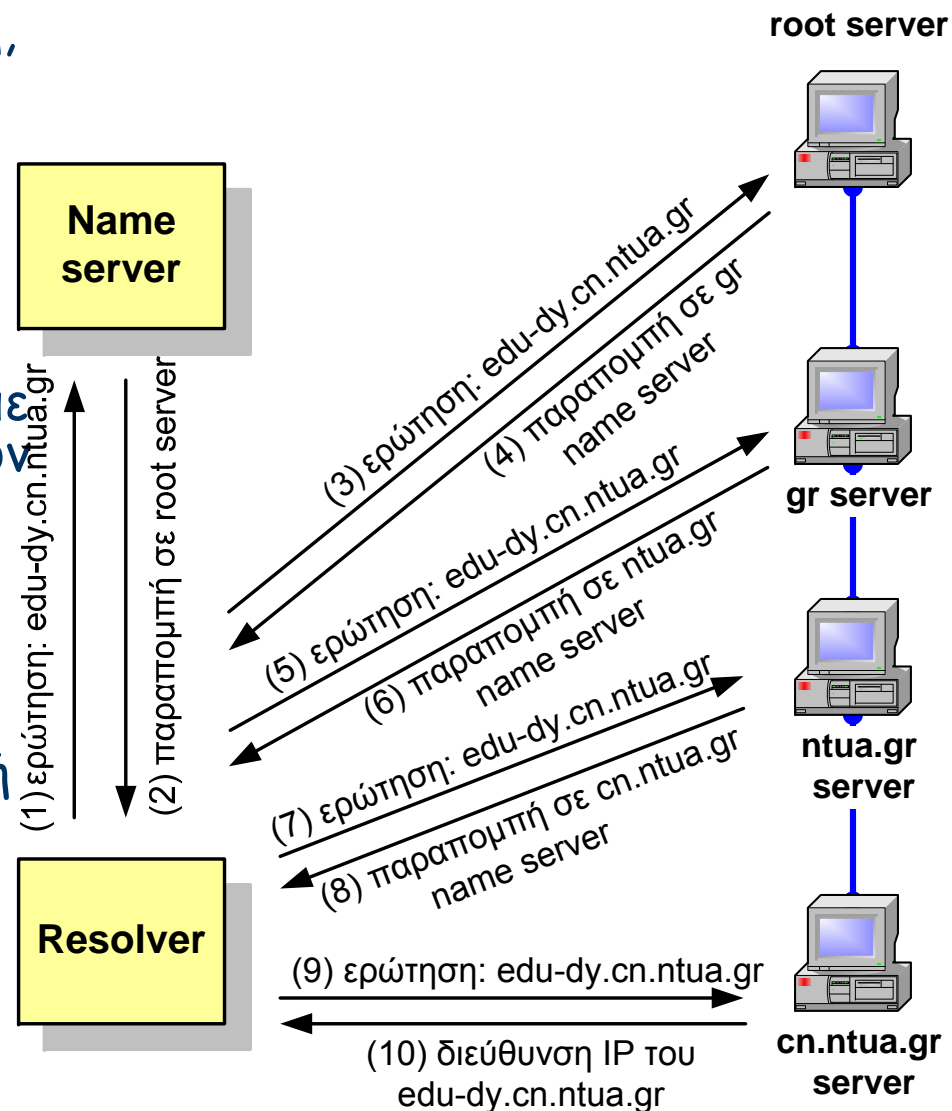 root server
Name
server
(1) ερώτηση: edu-dy.cn.ntua.gr
(2) παραπομπή σε root server
(3) ερώτηση: edu-dy.cn.ntua.gr
(4) παραπομπή σε gr
name server
gr server
(5) ερώτηση: edu-dy.cn.ntua.gr
(6) παραπομπή σε ntua.gr
name server
ntua.gr
server
(7) ερώτηση: edu-dy.cn.ntua.gr
(8) παραπομπή σε cn.ntua.gr
name server
Resolver
(9) ερώτηση: edu-dy.cn.ntua.gr
(10) διεύθυνση IP του
edu-dy.cn.ntua.gr
cn.ntua.gr
server